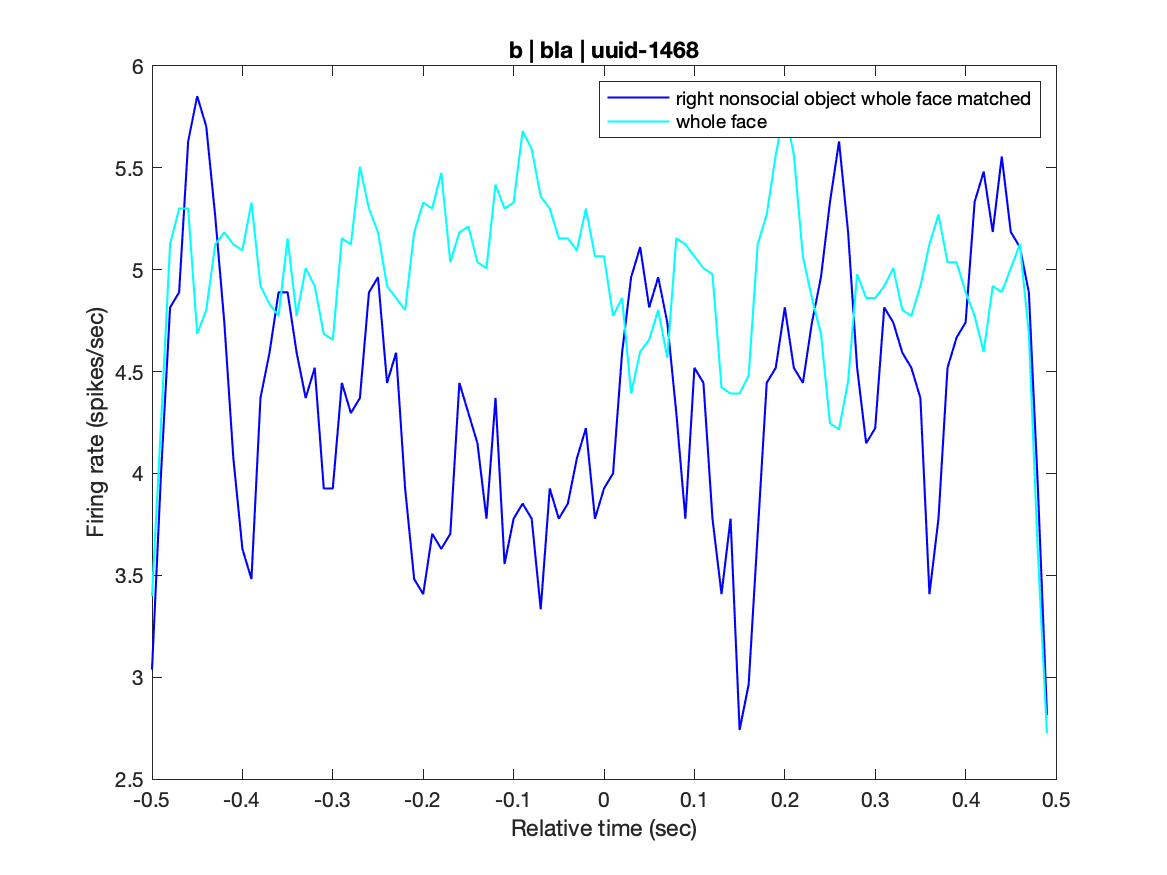 b | bla | uuid-1468
right nonsocial object whole face matched
whole face
Firing rate (spikes/sec)
6
5.5
5
4.5
4
3.5
3
2.5
-0.5 -0.4 -0.3 -0.2 -0.1 0 0.1 0.2 0.3 0.4 0.5
Relative time (sec)